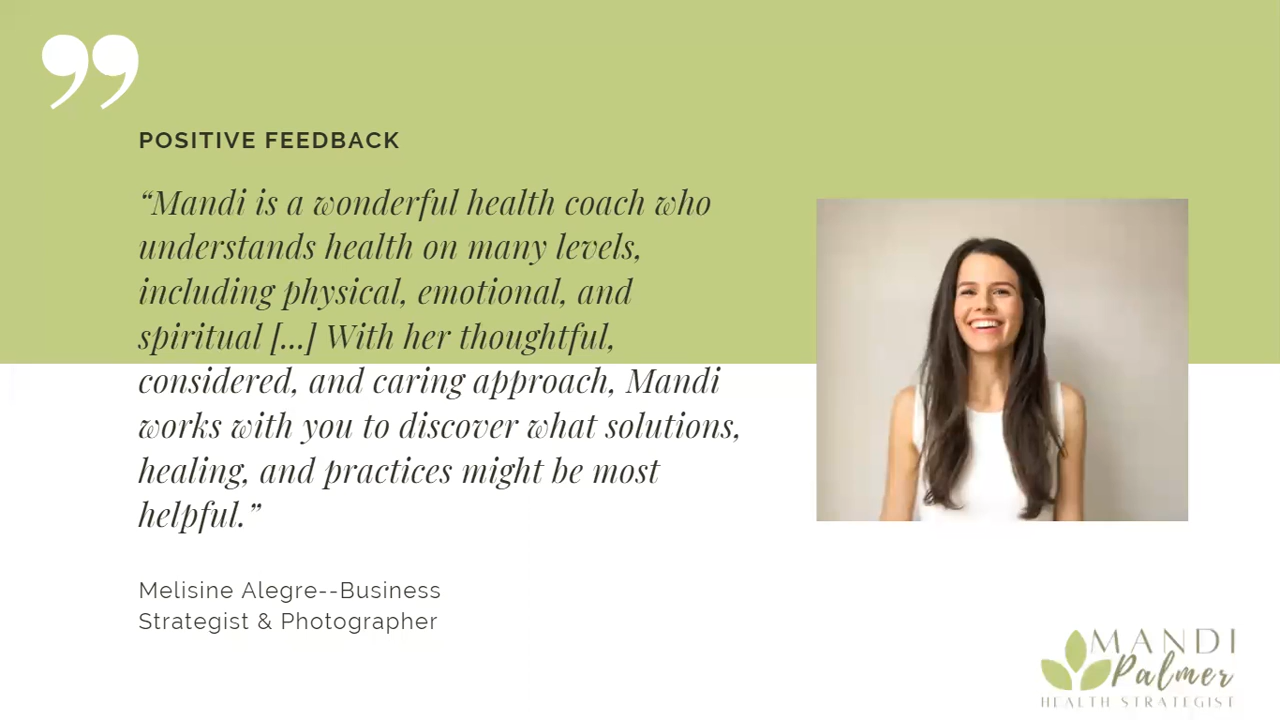 ”
POSITIVE FEEDBACK
“Mandi is a wonderful health coach who
understands health on many levels,
including physical, emotional, and
spiritual [...] With her thoughtful,
considered, and caring approach, Mandi
works with you to discover what solutions,
healing, and practices might be most
helpful.”
Melisine Alegre--Business
Strategist & Photographer
MANDI
Palmer
HEALTH STRATEGIST